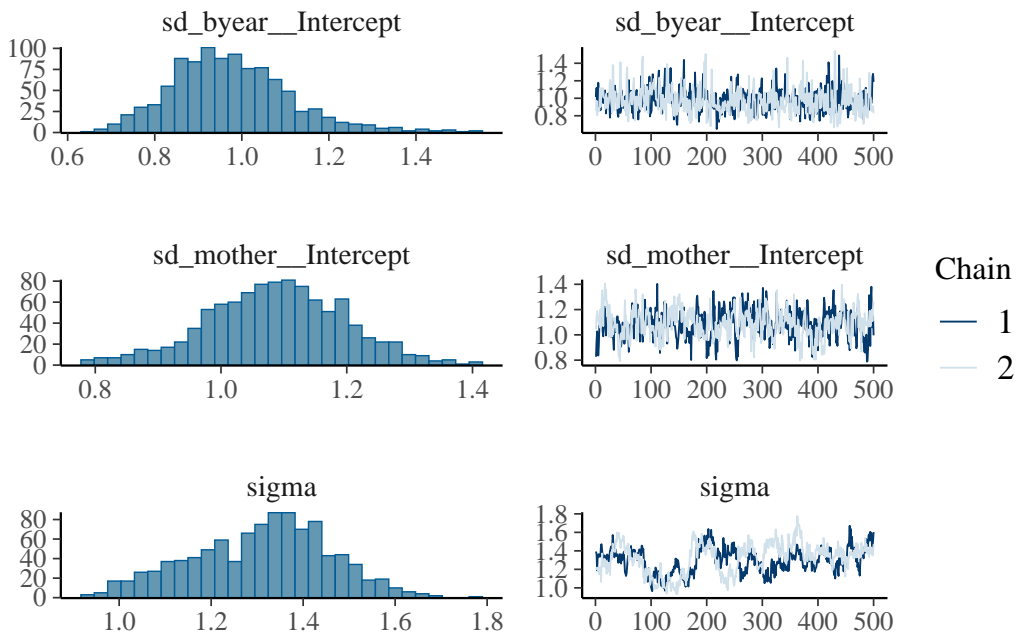 sd_byear__Intercept
100
75
50
25
0
0.6 0.8 1.0 1.2 1.4
sd_byear__Intercept
1.4
1.2
1.0
0.8
0 100 200 300 400 500
sd_mother__Intercept
80
60
40
20
0
0.8 1.0 1.2 1.4
sd_mother__Intercept
1.4
1.2
1.0
0.8
0 100 200 300 400 500
sigma
80
60
40
20
0
1.0 1.2 1.4 1.6 1.8
sigma
1.8
1.6
1.4
1.2
1.0
0 100 200 300 400 500
Chain
1
2